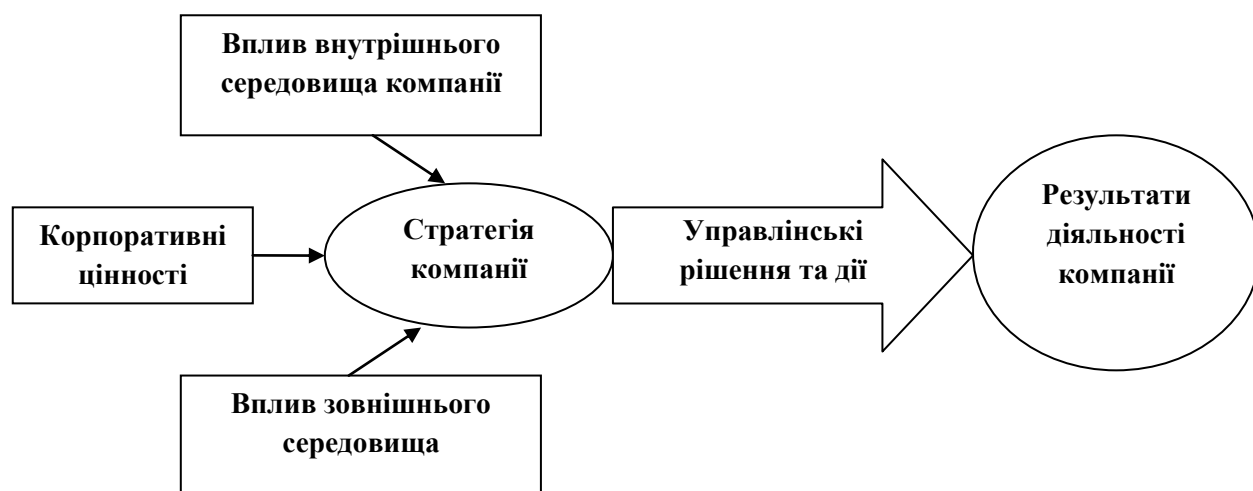 Вплив внутрішнього
середовища компанії
Корпоративні
цінності
Стратегія
компанії
Управлінські
рішення та дії
Результати
діяльності
компанії
Вплив зовнішнього
середовища